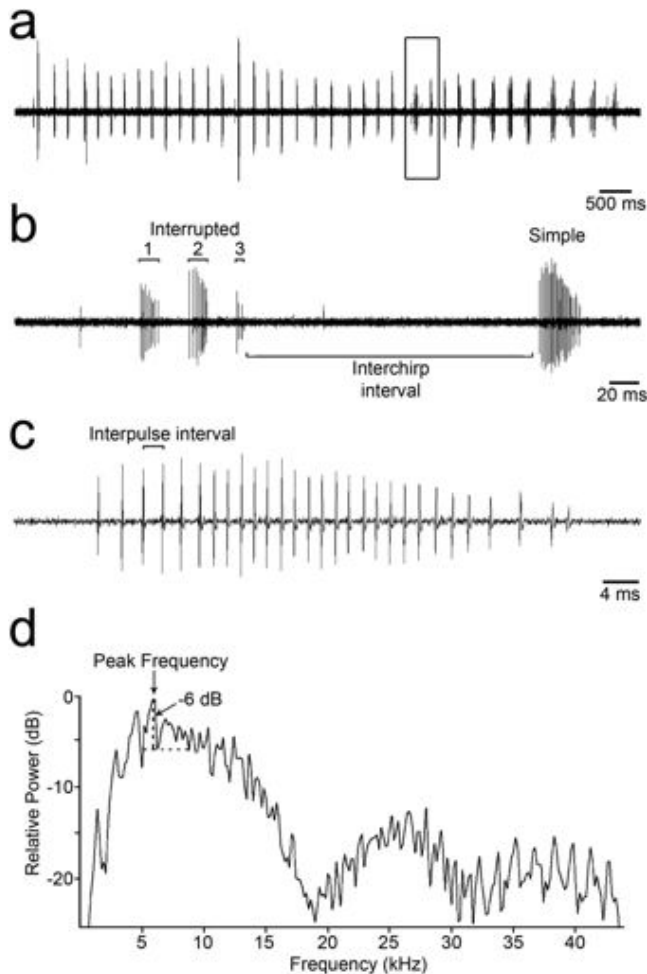 a
500 ms
b
Interrupted
1 2 3
Simple
Interchirp
interval
20 ms
c
Interpulse interval
4 ms
d
Peak Frequency
-6 dB
0
-10
-20
Relative Power (dB)
5 10 15 20 25 30 35 40
Frequency (kHz)